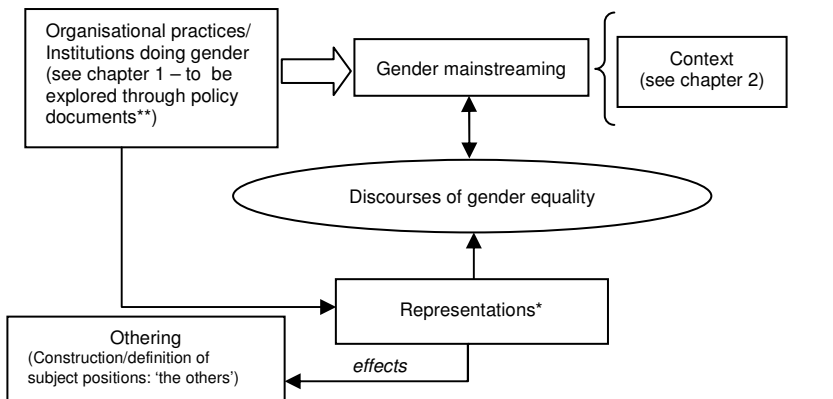 Organisational practices/
Institutions doing gender
(see chapter 1 – to be
explored through policy
documents**)
Gender mainstreaming
Context
(see chapter 2)
Discourses of gender equality
Representations*
Othering
(Construction/definition of
subject positions: 'the others')
effects